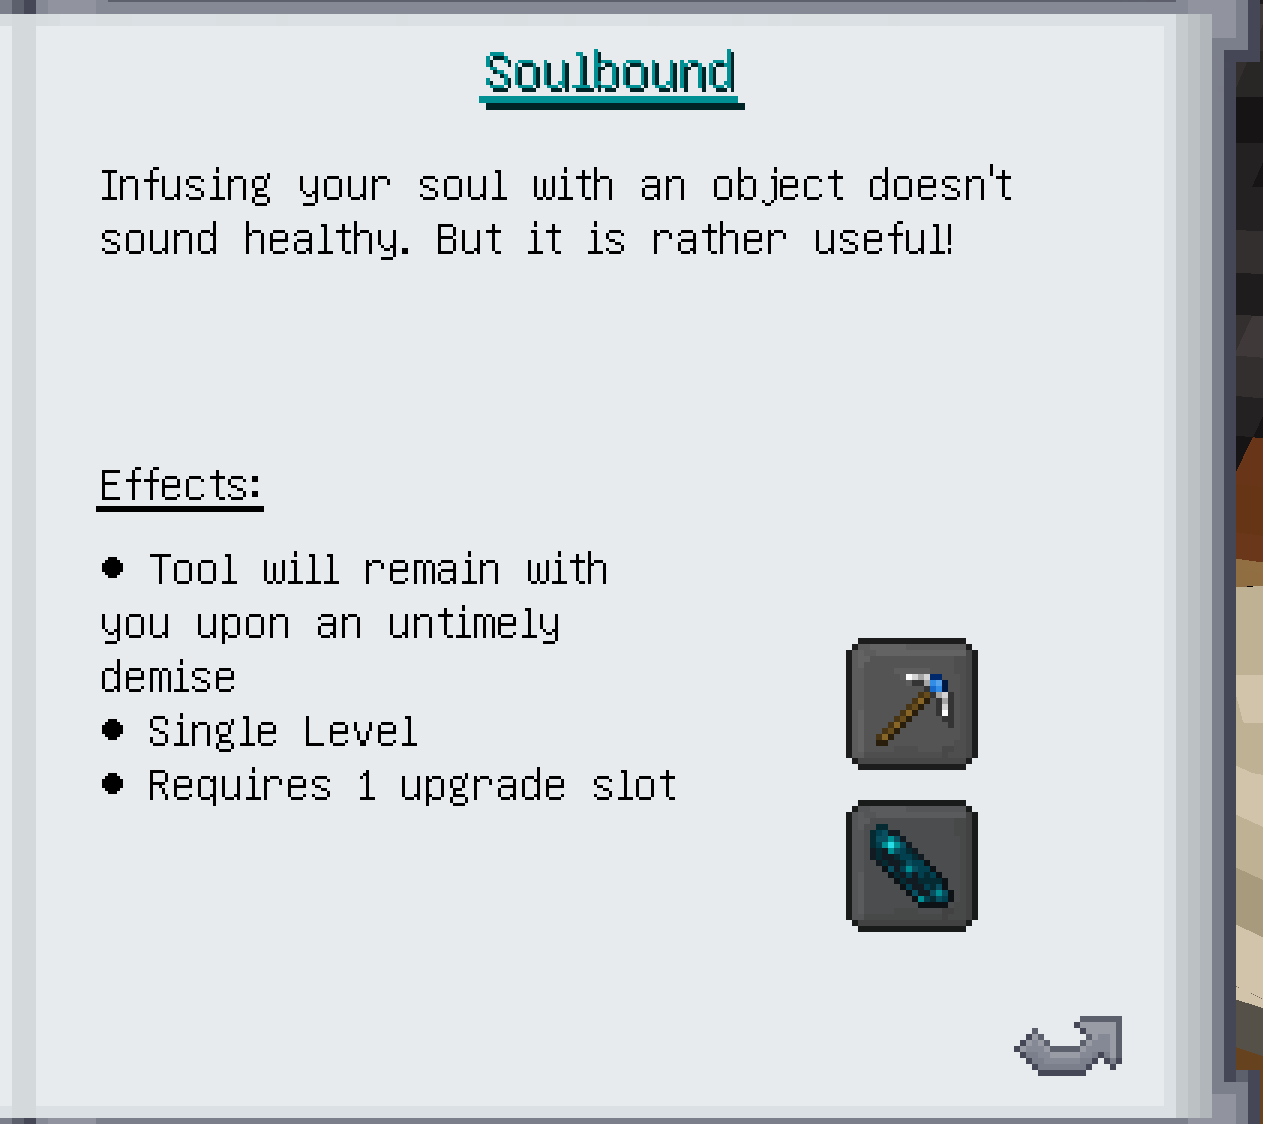 Soulbound
Infusing your soul with an object doesn't
sound healthy. But it is rather useful!
Effects:
● Tool will remain with
you upon an untimely
demise
● Single Level
● Requires 1 upgrade slot